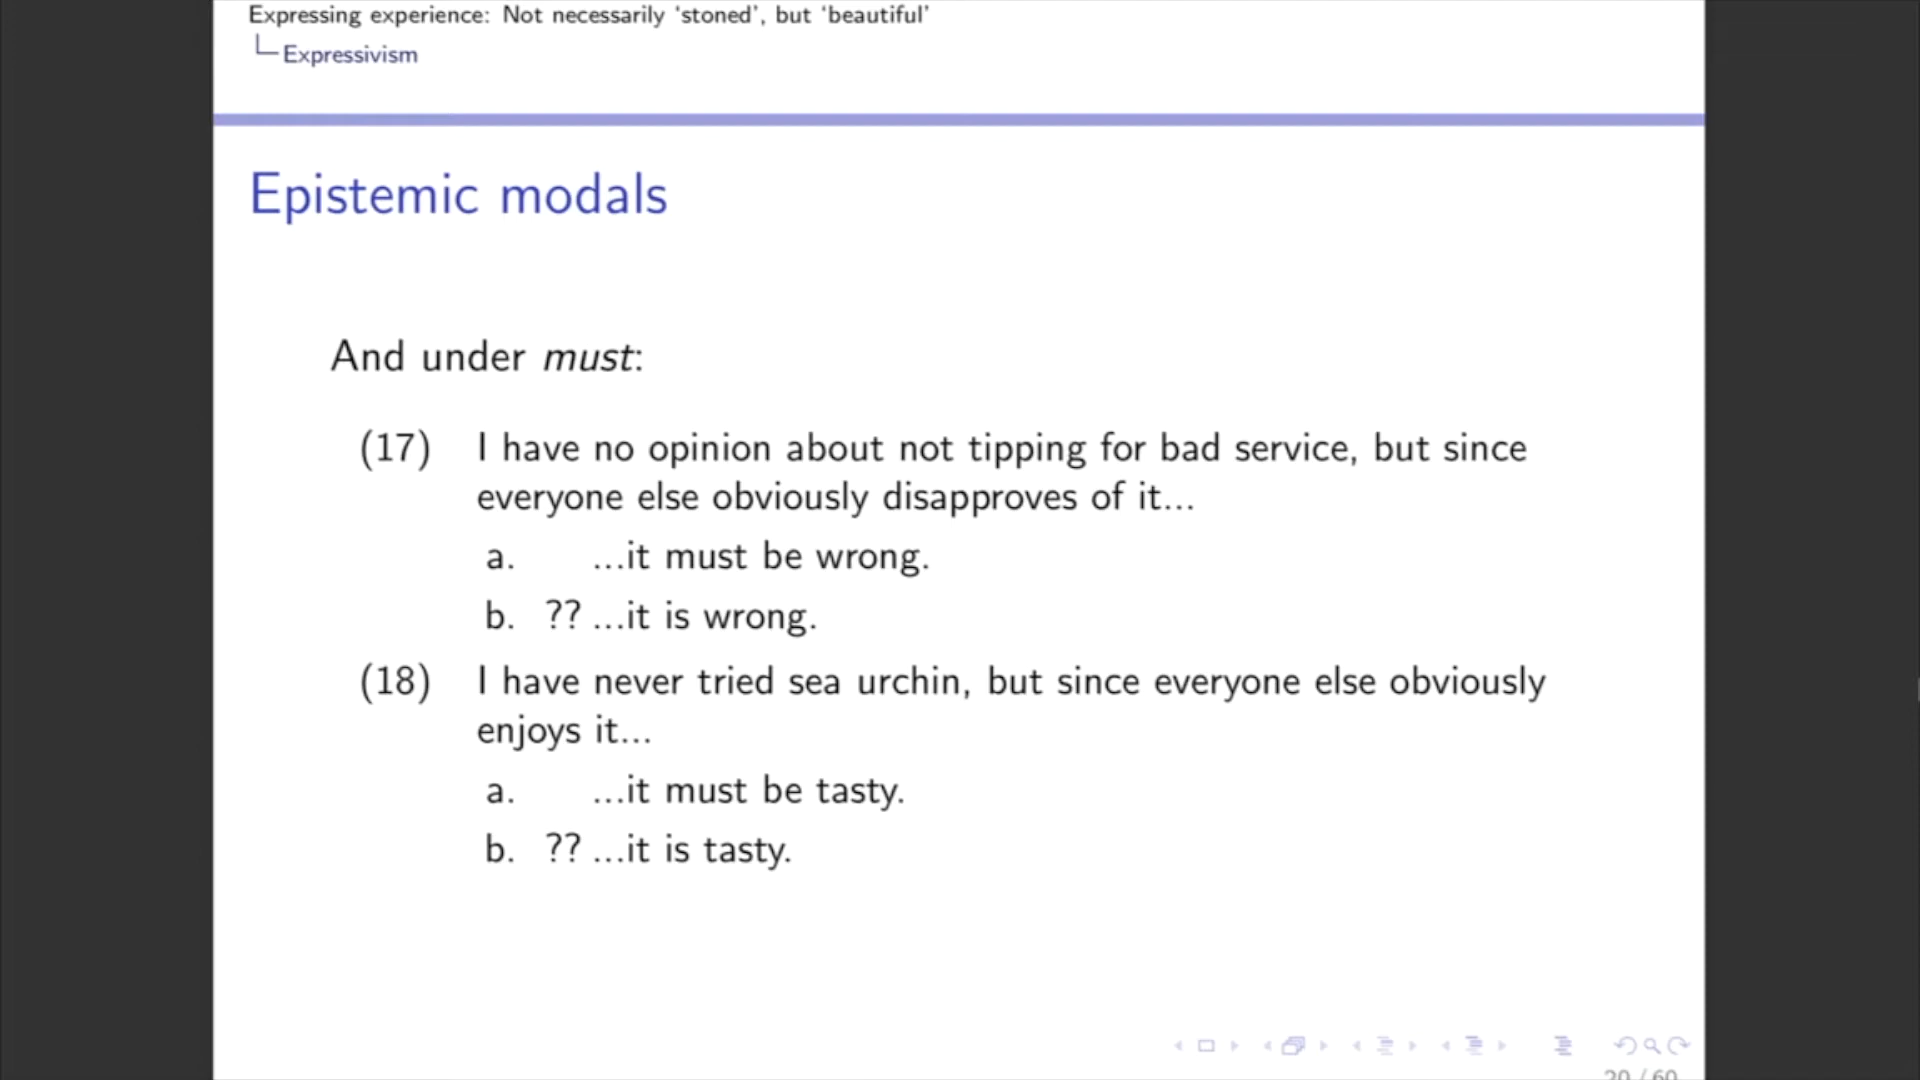 Expressing experience: Not necessarily ‘stoned’, but ‘beautiful’
Expressivism
Epistemic modals
And under must:
(17) I have no opinion about not tipping for bad service, but since
everyone else obviously disapproves of it...
a. ...it must be wrong.
b. ?? ...it is wrong.
(18) I have never tried sea urchin, but since everyone else obviously
enjoys it...
a. ...it must be tasty.
b. ?? ...it is tasty.
20 / 60